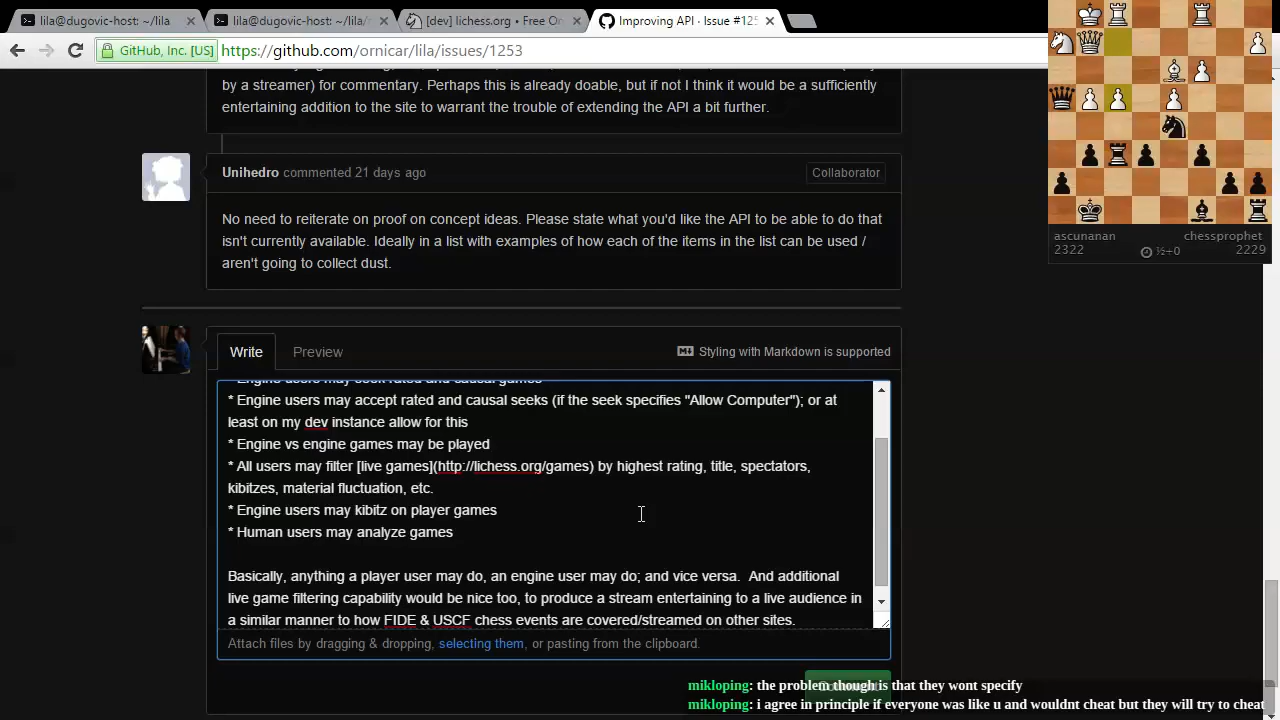 lila@dugovic-host: ~/lila
lila@dugovic-host: ~/lila/
[dev] lichess.org • Free On
Improving API · Issue #125
GitHub, Inc. [US]
https://github.com/ornicar/lila/issues/1253
by a streamer) for commentary. Perhaps this is already doable, but if not I think it would be a sufficiently
entertaining addition to the site to warrant the trouble of extending the API a bit further.
Unihedro commented 21 days ago
Collaborator
No need to reiterate on proof on concept ideas. Please state what you'd like the API to be able to do that
isn't currently available. Ideally in a list with examples of how each of the items in the list can be used /
aren't going to collect dust.
Write
Preview
Styling with Markdown is supported
* Engine users may seek rated and causal games
* Engine users may accept rated and causal seeks (if the seek specifies "Allow Computer"); or at
least on my dev instance allow for this
* Engine vs engine games may be played
* All users may filter [live games](http://lichess.org/games) by highest rating, title, spectators,
kibitzes, material fluctuation, etc.
* Engine users may kibitz on player games
* Human users may analyze games
Basically, anything a player user may do, an engine user may do; and vice versa.  And additional
live game filtering capability would be nice too, to produce a stream entertaining to a live audience in
a similar manner to how FIDE & USCF chess events are covered/streamed on other sites.
Attach files by dragging & dropping, selecting them, or pasting from the clipboard.
ascunanan
2322
chessprophet
2229
½+0
mikloping: the problem though is that they wont specify
mikloping: i agree in principle if everyone was like u and wouldnt cheat but they will try to cheat